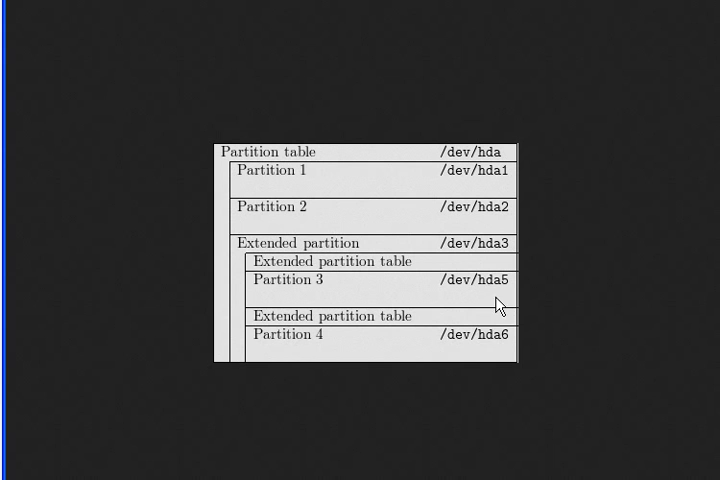 Partition table /dev/hda
Partition 1 /dev/hda1
Partition 2 /dev/hda2
Extended partition /dev/hda3
Extended partition table
Partition 3 /dev/hda5
Extended partition table
Partition 4 /dev/hda6